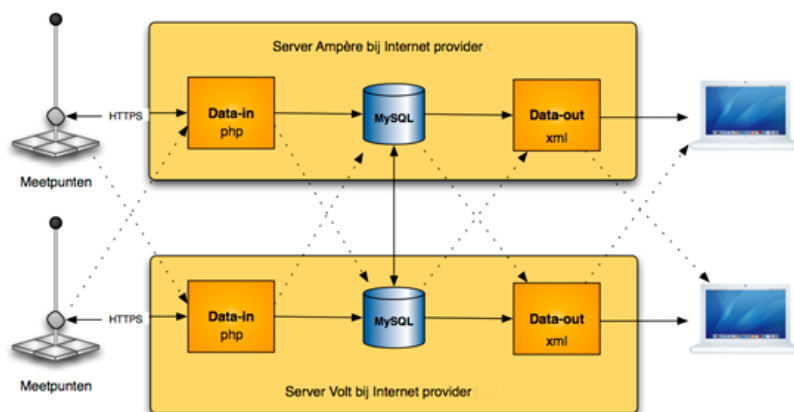 Server Ampère bij Internet provider
HTTPS
Data-in
php
MySQL
Data-out
xml
Meetpunten
HTTPS
Data-in
php
MySQL
Data-out
xml
Meetpunten
Server Volt bij Internet provider